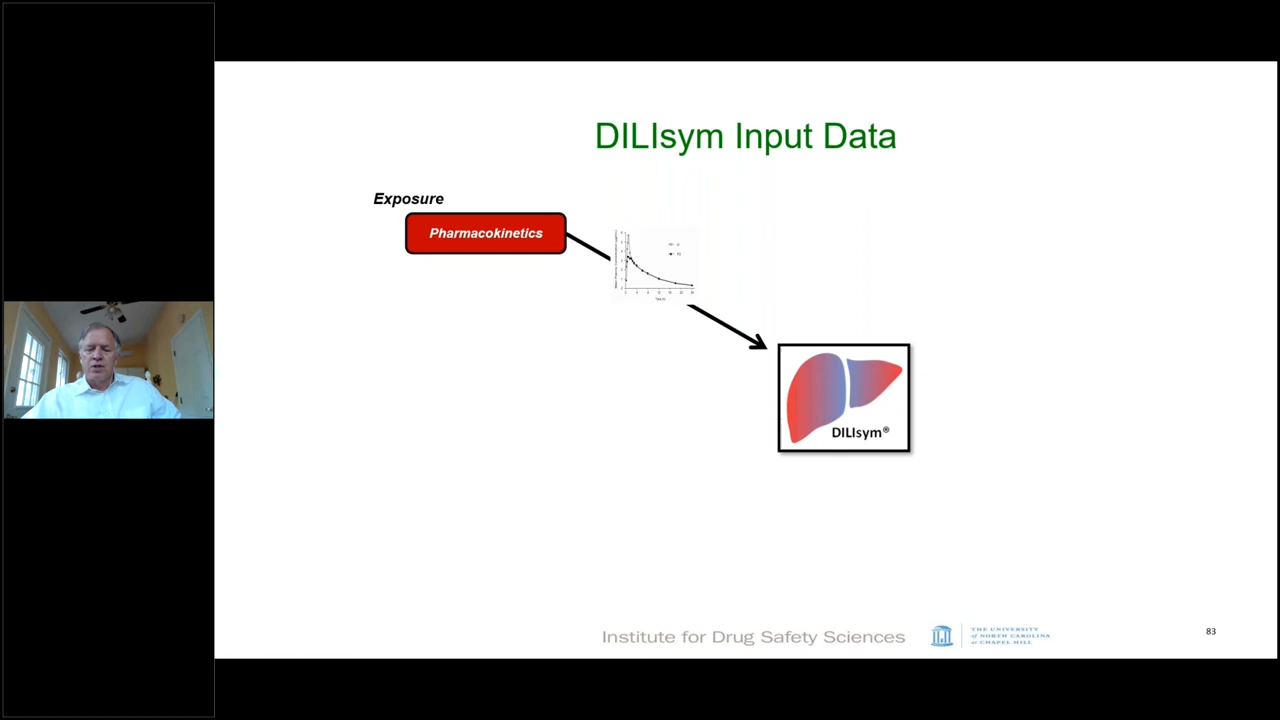 DILIsym Input Data
Exposure
Pharmacokinetics
Time
DILIsym®
Institute for Drug Safety Sciences
THE UNIVERSITY
of NORTH CAROLINA
at CHAPEL HILL
83